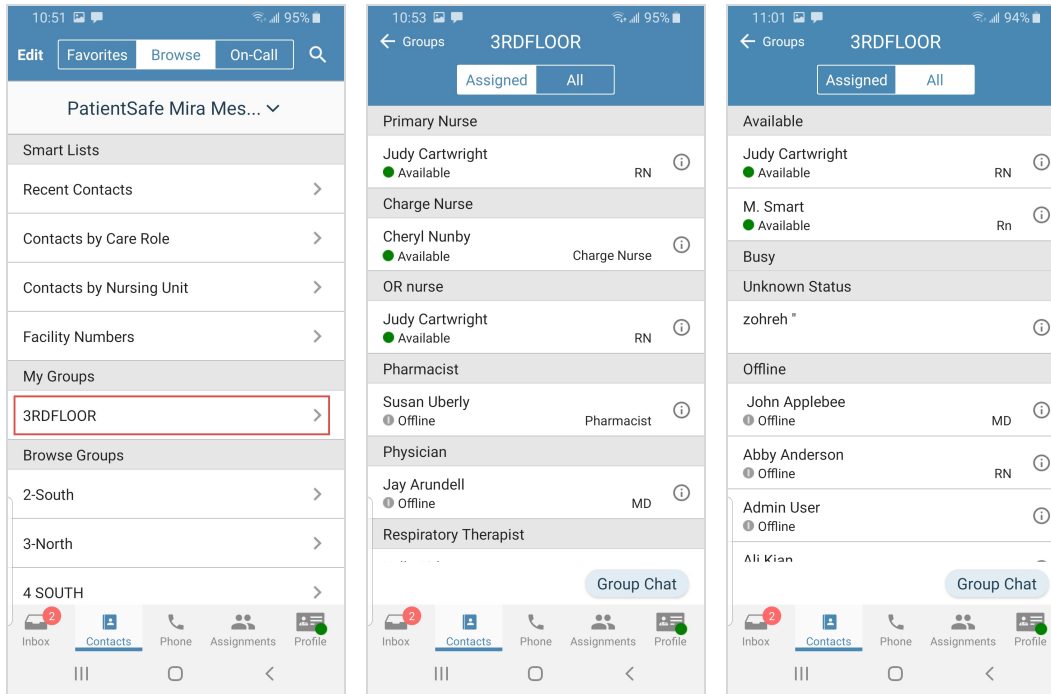 10:51
95%
Edit
Favorites
Browse
On-Call
PatientSafe Mira Mes...
Smart Lists
Recent Contacts
Contacts by Care Role
Contacts by Nursing Unit
Facility Numbers
My Groups
3RDFLOOR
Browse Groups
2-South
3-North
4 SOUTH
2
Inbox
Contacts
Phone
Assignments
Profile
10:53
95%
Groups
3RDFLOOR
Assigned
All
Primary Nurse
Judy Cartwright
Available
RN
Charge Nurse
Cheryl Nunby
Available
Charge Nurse
OR nurse
Judy Cartwright
Available
RN
Pharmacist
Susan Uberly
Offline
Pharmacist
Physician
Jay Arundell
Offline
MD
Respiratory Therapist
Group Chat
2
Inbox
Contacts
Phone
Assignments
Profile
11:01
94%
Groups
3RDFLOOR
Assigned
All
Available
Judy Cartwright
Available
RN
M. Smart
Available
Rn
Busy
Unknown Status
zohreh "
Offline
John Applebee
Offline
MD
Abby Anderson
Offline
RN
Admin User
Offline
Ali Kian
Group Chat
2
Inbox
Contacts
Phone
Assignments
Profile